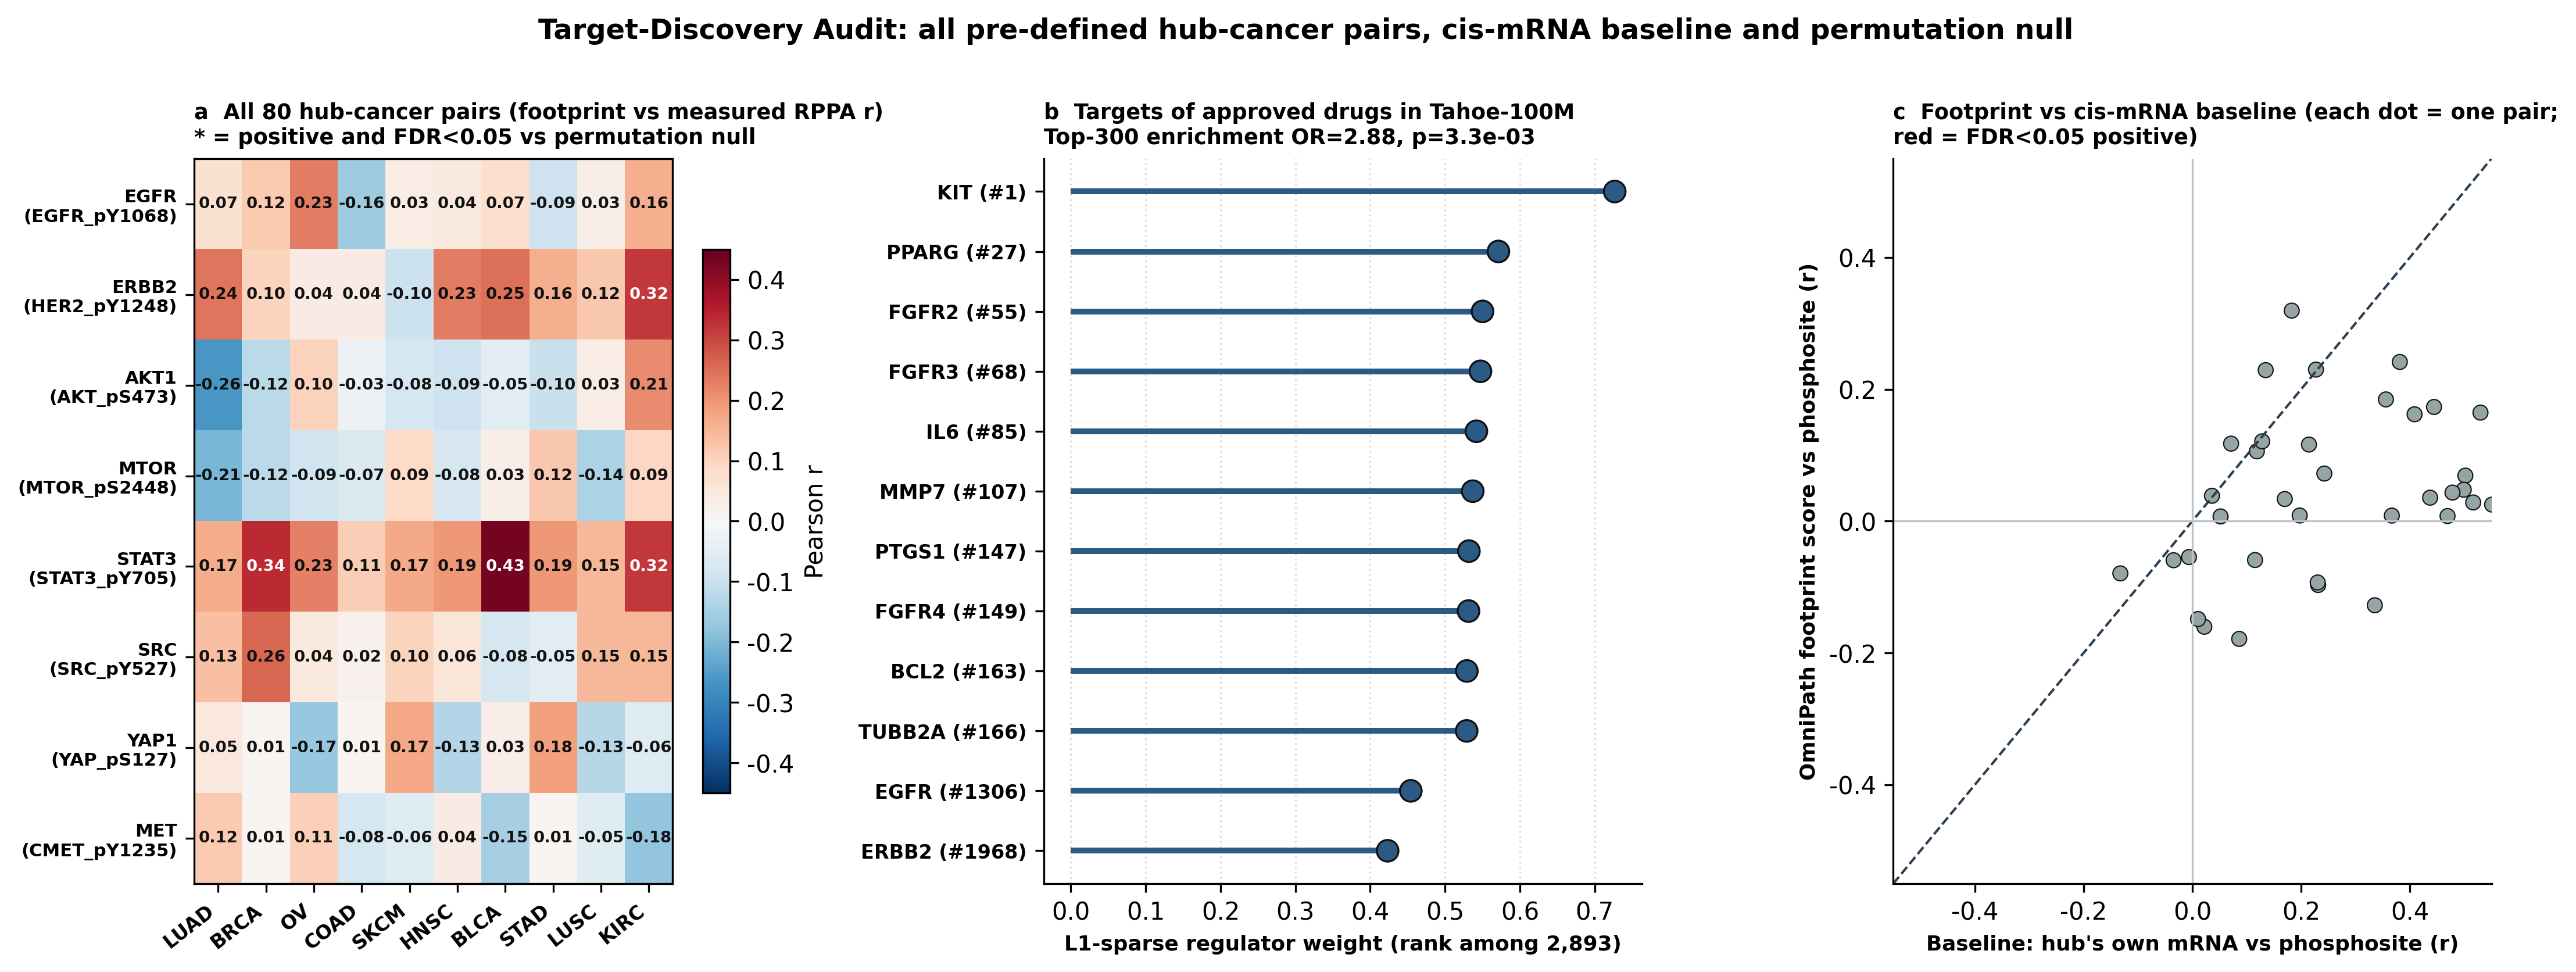 Target-Discovery Audit: all pre-defined hub-cancer pairs, cis-mRNA baseline and permutation null
a  All 80 hub-cancer pairs (footprint vs measured RPPA r)
* = positive and FDR<0.05 vs permutation null
EGFR
(EGFR_pY1068)
0.07 0.12 0.23 -0.16 0.03 0.04 0.07 -0.09 0.03 0.16
ERBB2
(HER2_pY1248)
0.24 0.10 0.04 0.04 -0.10 0.23 0.25 0.16 0.12 0.32
AKT1
(AKT_pS473)
-0.26 -0.12 0.10 -0.03 -0.08 -0.09 -0.05 -0.10 0.03 0.21
MTOR
(MTOR_pS2448)
-0.21 -0.12 -0.09 -0.07 0.09 -0.08 0.03 0.12 -0.14 0.09
STAT3
(STAT3_pY705)
0.17 0.34 0.23 0.11 0.17 0.19 0.43 0.19 0.15 0.32
SRC
(SRC_pY527)
0.13 0.26 0.04 0.02 0.10 0.06 -0.08 -0.05 0.15 0.15
YAP1
(YAP_pS127)
0.05 0.01 -0.17 0.01 0.17 -0.13 0.03 0.18 -0.13 -0.06
MET
(CMET_pY1235)
0.12 0.01 0.11 -0.08 -0.06 0.04 -0.15 0.01 -0.05 -0.18
LUAD BRCA OV COAD SKCM HNSC BLCA STAD LUSC KIRC
0.4
0.3
0.2
0.1
0.0
-0.1
-0.2
-0.3
-0.4
Pearson r
b  Targets of approved drugs in Tahoe-100M
Top-300 enrichment OR=2.88, p=3.3e-03
KIT (#1)
PPARG (#27)
FGFR2 (#55)
FGFR3 (#68)
IL6 (#85)
MMP7 (#107)
PTGS1 (#147)
FGFR4 (#149)
BCL2 (#163)
TUBB2A (#166)
EGFR (#1306)
ERBB2 (#1968)
0.0 0.1 0.2 0.3 0.4 0.5 0.6 0.7
L1-sparse regulator weight (rank among 2,893)
c  Footprint vs cis-mRNA baseline (each dot = one pair;
red = FDR<0.05 positive)
OmniPath footprint score vs phosphosite (r)
0.4
0.2
0.0
-0.2
-0.4
-0.4 -0.2 0.0 0.2 0.4
Baseline: hub's own mRNA vs phosphosite (r)